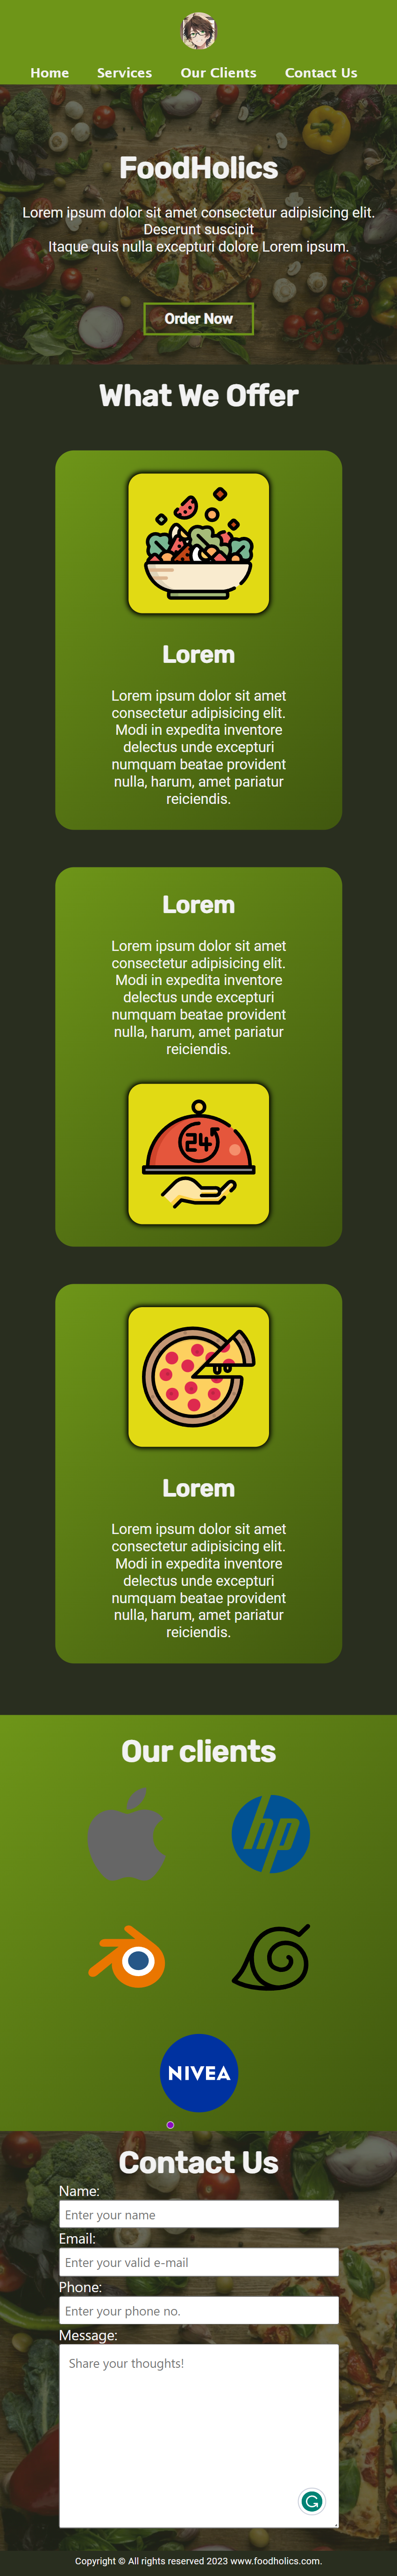 Home Services Our Clients Contact Us
FoodHolics
Lorem ipsum dolor sit amet consectetur adipisicing elit.
Deserunt suscipit
Itaque quis nulla excepturi dolore Lorem ipsum.
Order Now
What We Offer
Lorem
Lorem ipsum dolor sit amet
consectetur adipisicing elit.
Modi in expedita inventore
delectus unde excepturi
numquam beatae provident
nulla, harum, amet pariatur
reiciendis.
Lorem
Lorem ipsum dolor sit amet
consectetur adipisicing elit.
Modi in expedita inventore
delectus unde excepturi
numquam beatae provident
nulla, harum, amet pariatur
reiciendis.
24
Lorem
Lorem ipsum dolor sit amet
consectetur adipisicing elit.
Modi in expedita inventore
delectus unde excepturi
numquam beatae provident
nulla, harum, amet pariatur
reiciendis.
Our clients
hp
NIVEA
Contact Us
Name:
Enter your name
Email:
Enter your valid e-mail
Phone:
Enter your phone no.
Message:
Share your thoughts!
Copyright © All rights reserved 2023 www.foodholics.com.